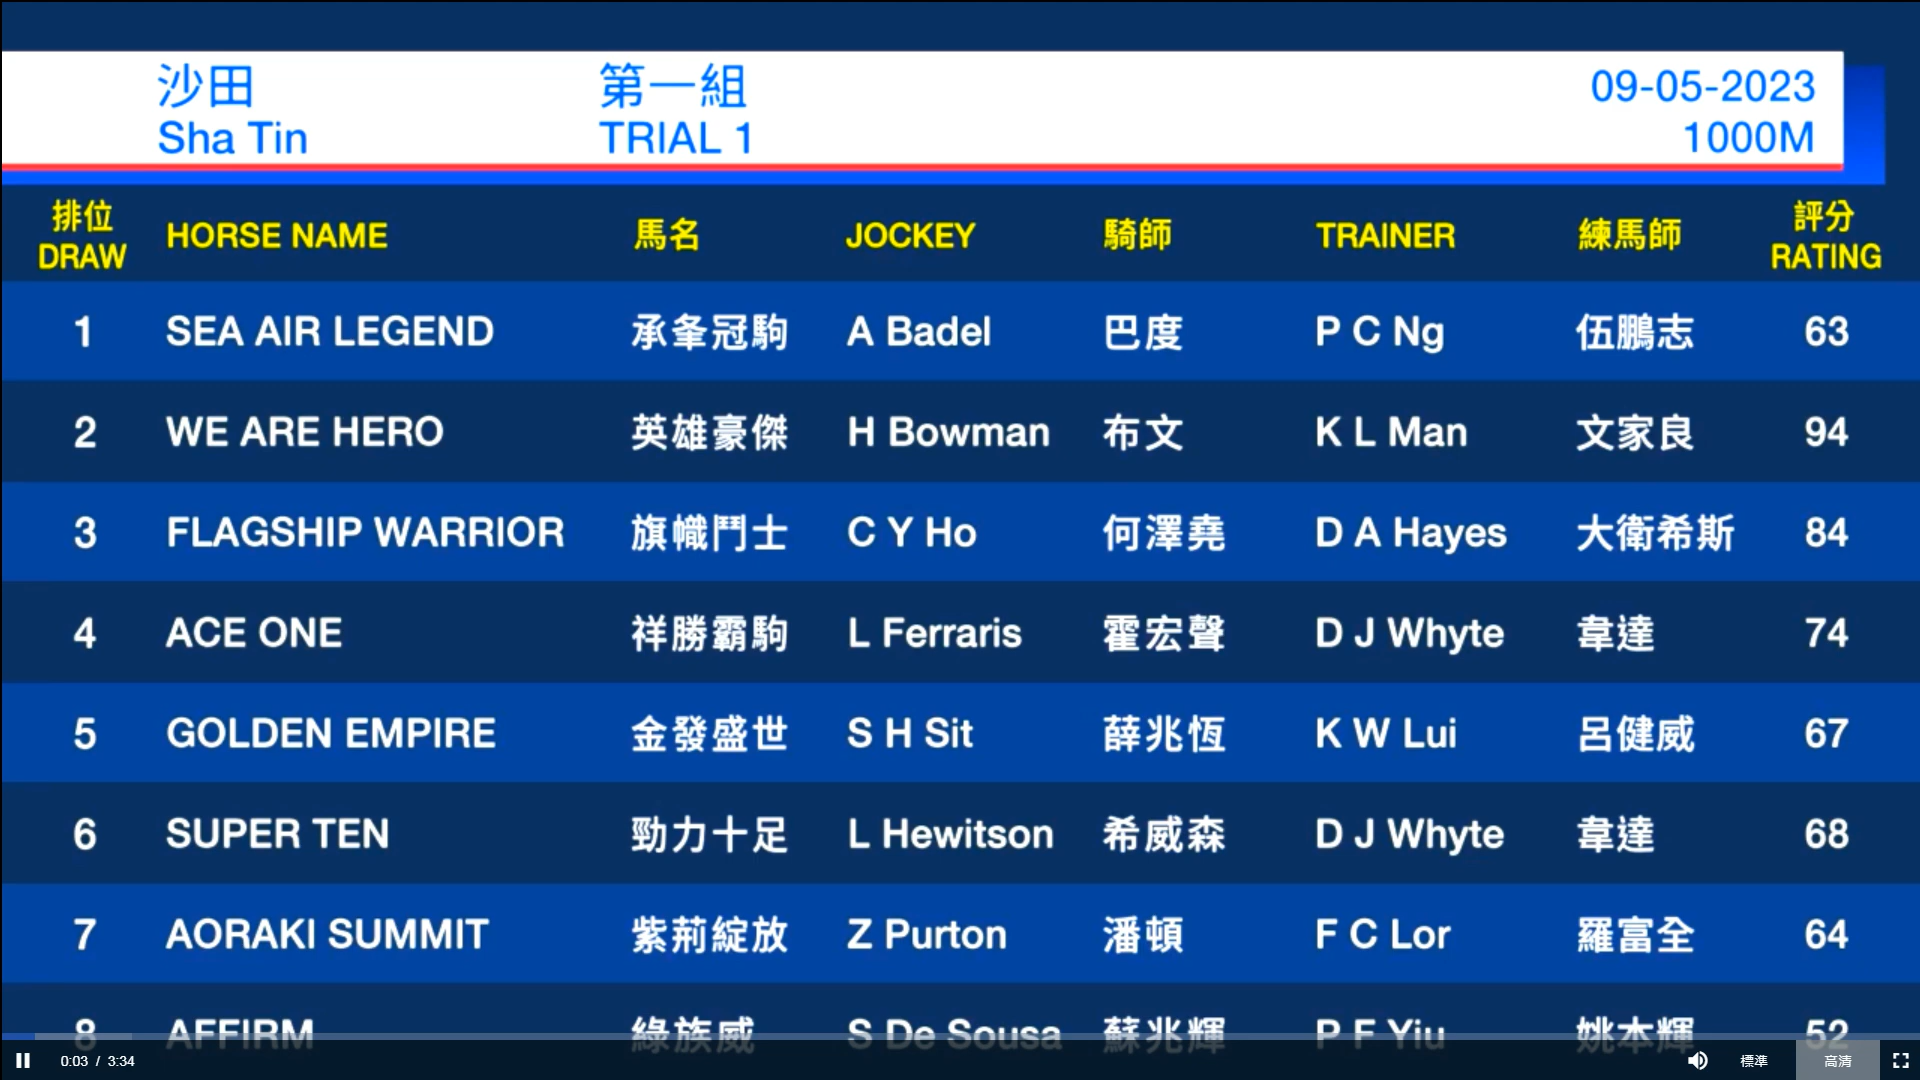 沙田 第一組 09-05-2023
Sha Tin TRIAL 1 1000M
排位 DRAW HORSE NAME 馬名 JOCKEY 騎師 TRAINER 練馬師 評分 RATING
1 SEA AIR LEGEND 承夆冠駒 A Badel 巴度 P C Ng 伍鵬志 63
2 WE ARE HERO 英雄豪傑 H Bowman 布文 K L Man 文家良 94
3 FLAGSHIP WARRIOR 旗幟鬥士 C Y Ho 何澤堯 D A Hayes 大衛希斯 84
4 ACE ONE 祥勝霸駒 L Ferraris 霍宏聲 D J Whyte 韋達 74
5 GOLDEN EMPIRE 金發盛世 S H Sit 薛兆恆 K W Lui 呂健威 67
6 SUPER TEN 勁力十足 L Hewitson 希威森 D J Whyte 韋達 68
7 AORAKI SUMMIT 紫荊綻放 Z Purton 潘頓 F C Lor 羅富全 64
8 AFFIRM 綠族威 S De Sousa 蘇兆輝 P F Yiu 姚本輝 52
0:03 / 3:34 標準 高清